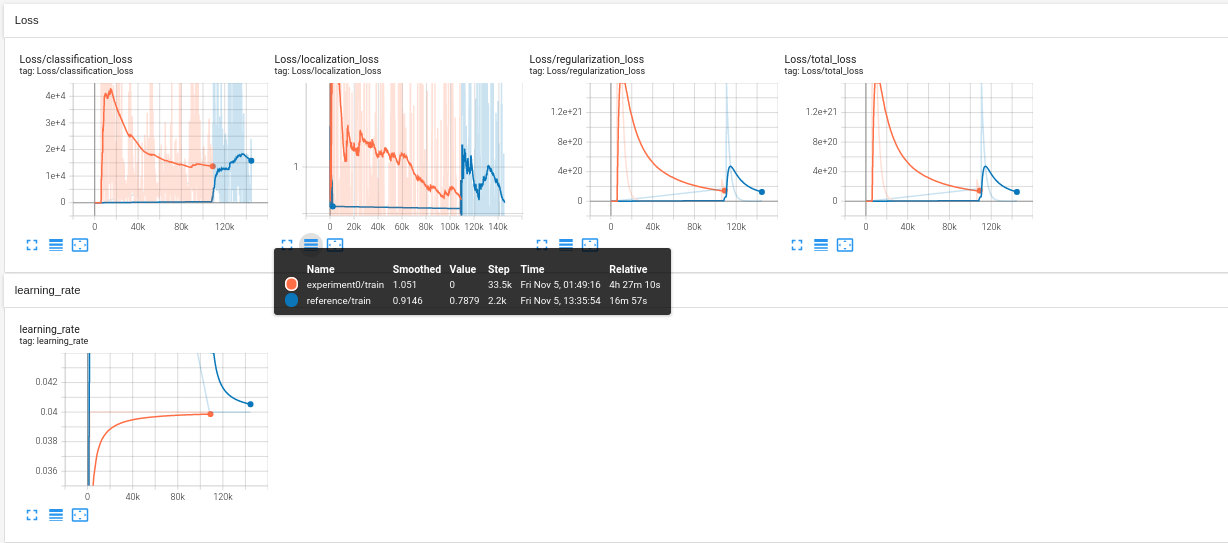 Loss
Loss/classification_loss
tag: Loss/classification_loss
4e+4
3e+4
2e+4
1e+4
0
0 40k 80k 120k
Loss/localization_loss
tag: Loss/localization_loss
1
0 20k 40k 60k 80k 100k 120k 140k
Loss/regularization_loss
tag: Loss/regularization_loss
1.2e+21
8e+20
4e+20
0
0 40k 80k 120k
Loss/total_loss
tag: Loss/total_loss
1.2e+21
8e+20
4e+20
0
0 40k 80k 120k
Name Smoothed Value Step Time Relative
experiment0/train 1.051 0 33.5k Fri Nov 5, 01:49:16 4h 27m 10s
reference/train 0.9146 0.7879 2.2k Fri Nov 5, 13:35:54 16m 57s
learning_rate
learning_rate
tag: learning_rate
0.042
0.04
0.038
0.036
0 40k 80k 120k